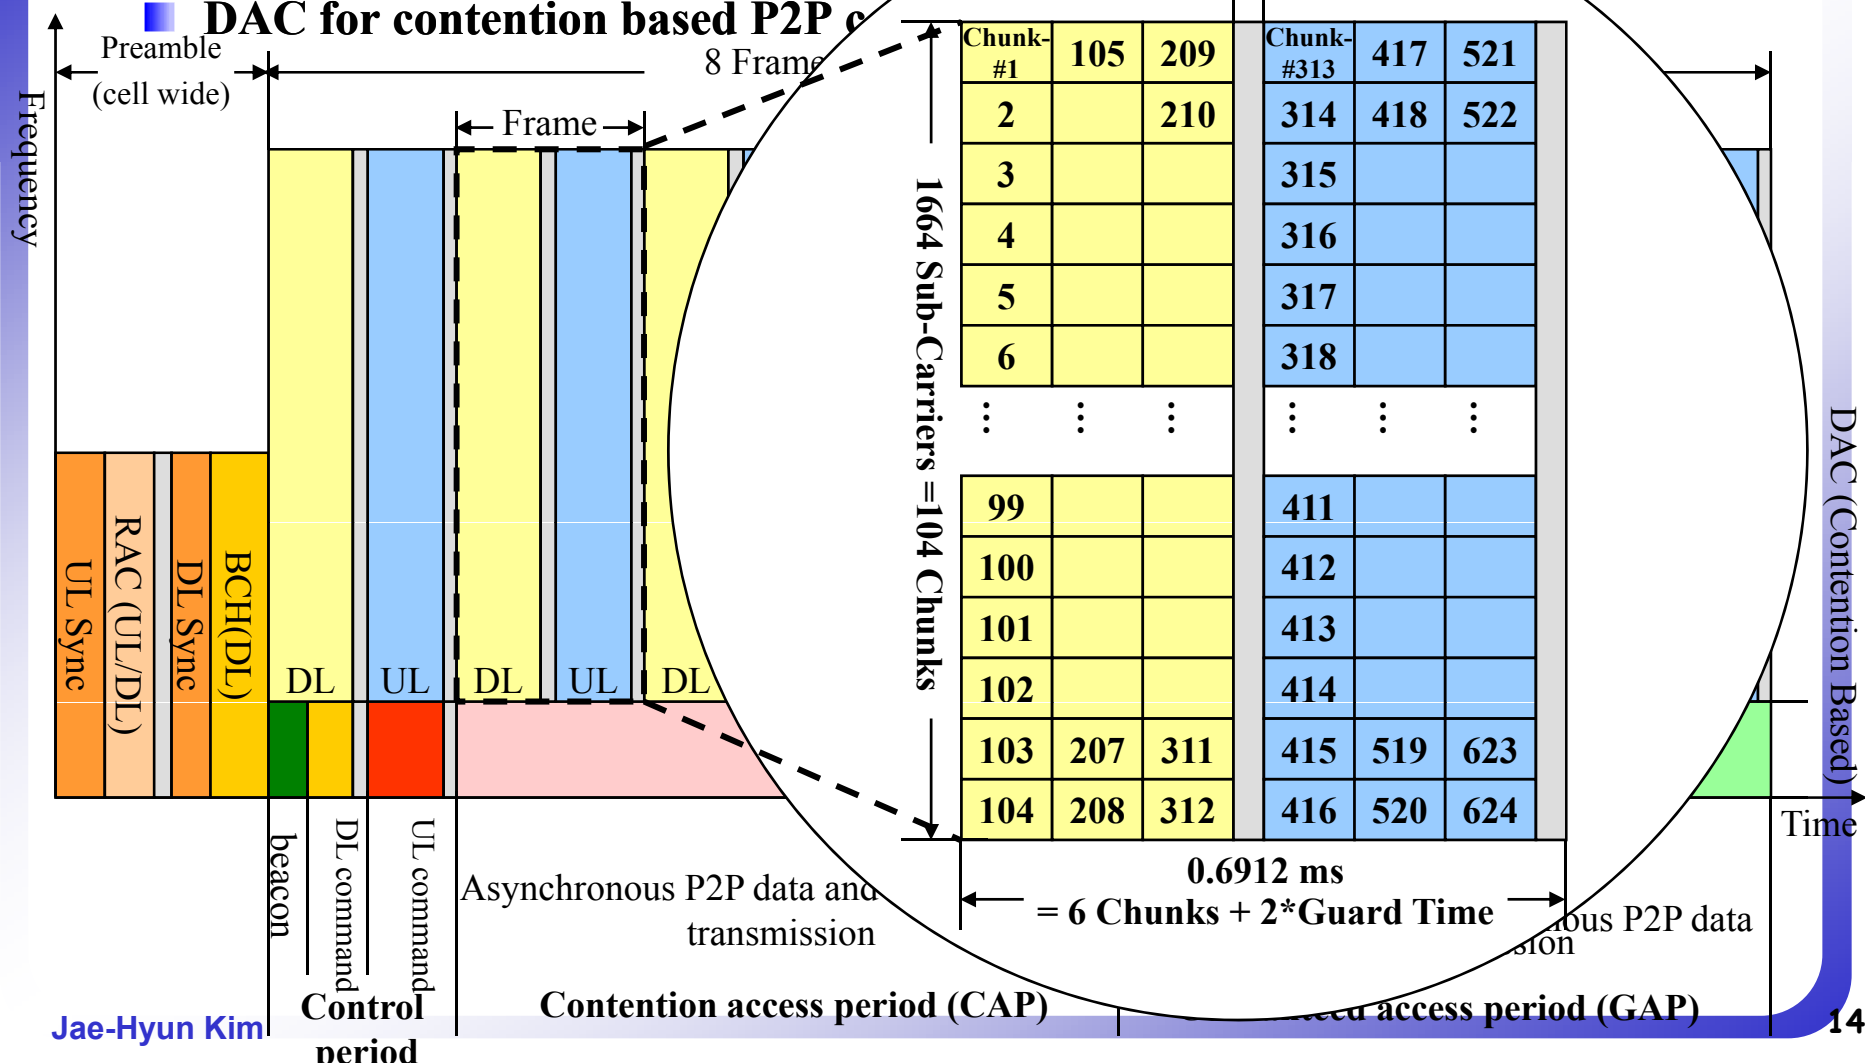 DAC for contention based P2P c
Preamble
(cell wide)
8 Frame
Frame
Frequency
UL Sync
RAC (UL/DL)
DL Sync
BCH(DL)
DL
UL
DL
UL
DL
beacon
DL command
UL command
Control
period
Asynchronous P2P data and
transmission
Contention access period (CAP)
1664 Sub-Carriers =104 Chunks
Chunk-#1 105 209 Chunk-#313 417 521
2 210 314 418 522
3 315
4 316
5 317
6 318
⋮ ⋮ ⋮ ⋮ ⋮ ⋮
99 411
100 412
101 413
102 414
103 207 311 415 519 623
104 208 312 416 520 624
0.6912 ms
= 6 Chunks + 2*Guard Time
P2P data
access period (GAP)
DAC (Contention Based)
Time
Jae-Hyun Kim
14